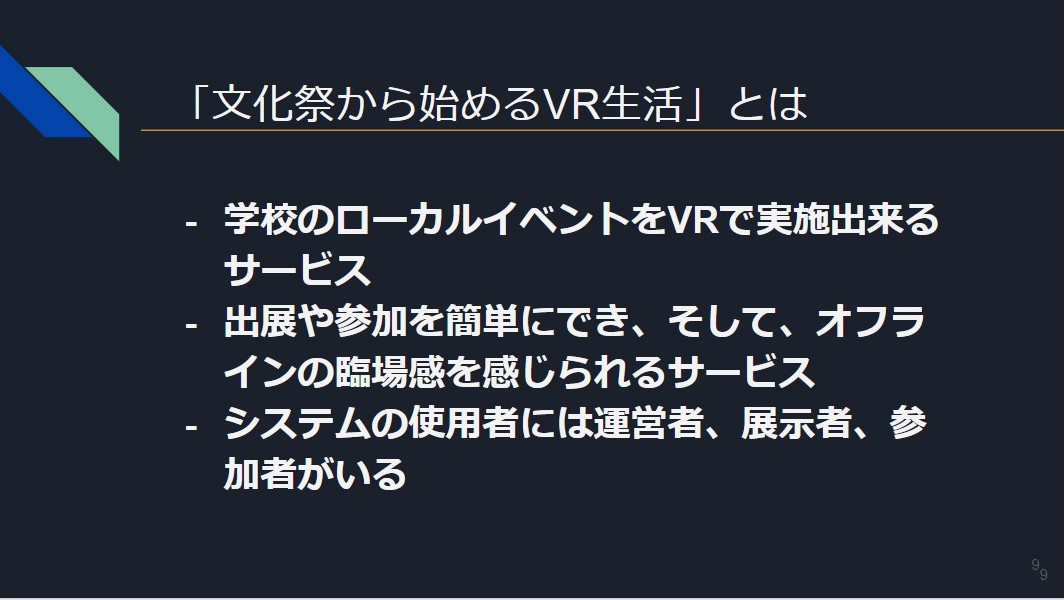 「文化祭から始めるVR生活」とは
- 学校のローカルイベントをVRで実施出来る
サービス
- 出展や参加を簡単にでき、そして、オフラ
インの臨場感を感じられるサービス
- システムの使用者には運営者、展示者、参
加者がいる
9
9